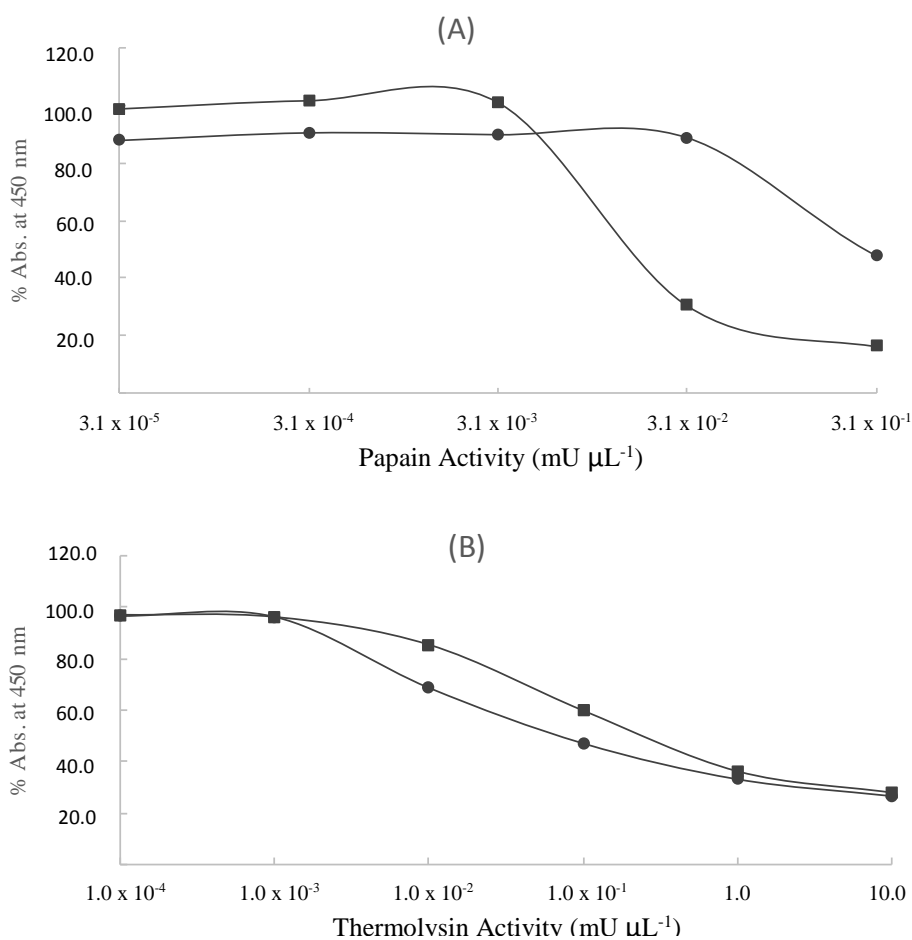 (A)
120.0
100.0
80.0
60.0
40.0
20.0
% Abs. at 450 nm
3.1 x 10⁻⁵ 3.1 x 10⁻⁴ 3.1 x 10⁻³ 3.1 x 10⁻² 3.1 x 10⁻¹
Papain Activity (mU µL⁻¹)
(B)
120.0
100.0
80.0
60.0
40.0
20.0
% Abs. at 450 nm
1.0 x 10⁻⁴ 1.0 x 10⁻³ 1.0 x 10⁻² 1.0 x 10⁻¹ 1.0 10.0
Thermolysin Activity (mU µL⁻¹)